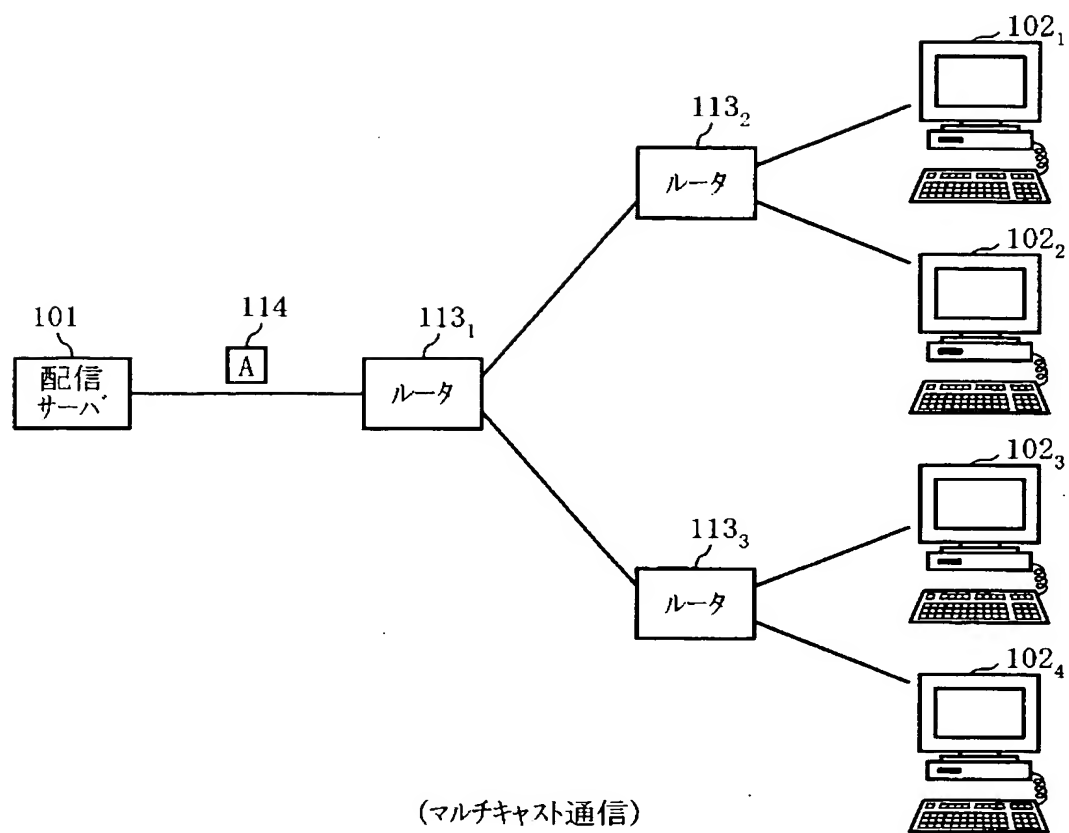 102₁
113₂
ルータ
102₂
101
114
113₁
配信
サーバ
A
ルータ
102₃
113₃
ルータ
102₄
(マルチキャスト通信)